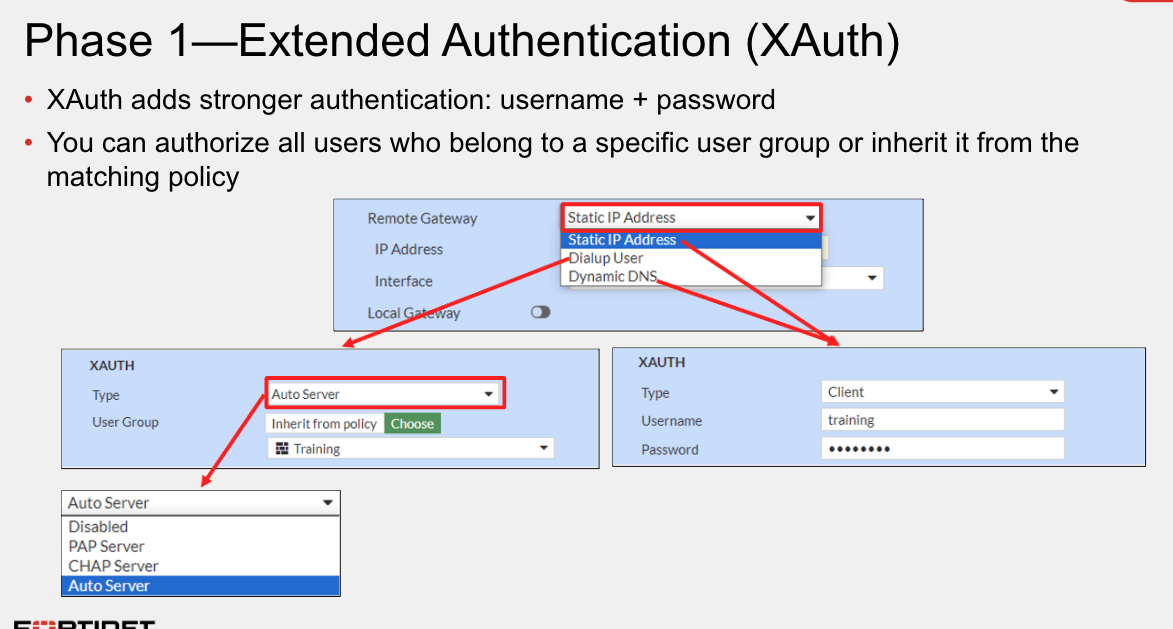 Phase 1—Extended Authentication (XAuth)
• XAuth adds stronger authentication: username + password
• You can authorize all users who belong to a specific user group or inherit it from the
matching policy
Remote Gateway
Static IP Address
Static IP Address
IP Address
Dialup User
Interface
Dynamic DNS
Local Gateway
XAUTH
Type
Auto Server
User Group
Inherit from policy Choose
Training
XAUTH
Type
Client
Username
training
Password
••••••••
Auto Server
Disabled
PAP Server
CHAP Server
Auto Server
FORTINET